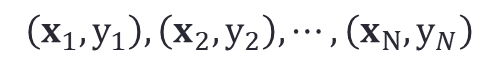 (𝐱₁, y₁), (𝐱₂, y₂), ⋯ , (𝐱_N, y_N)